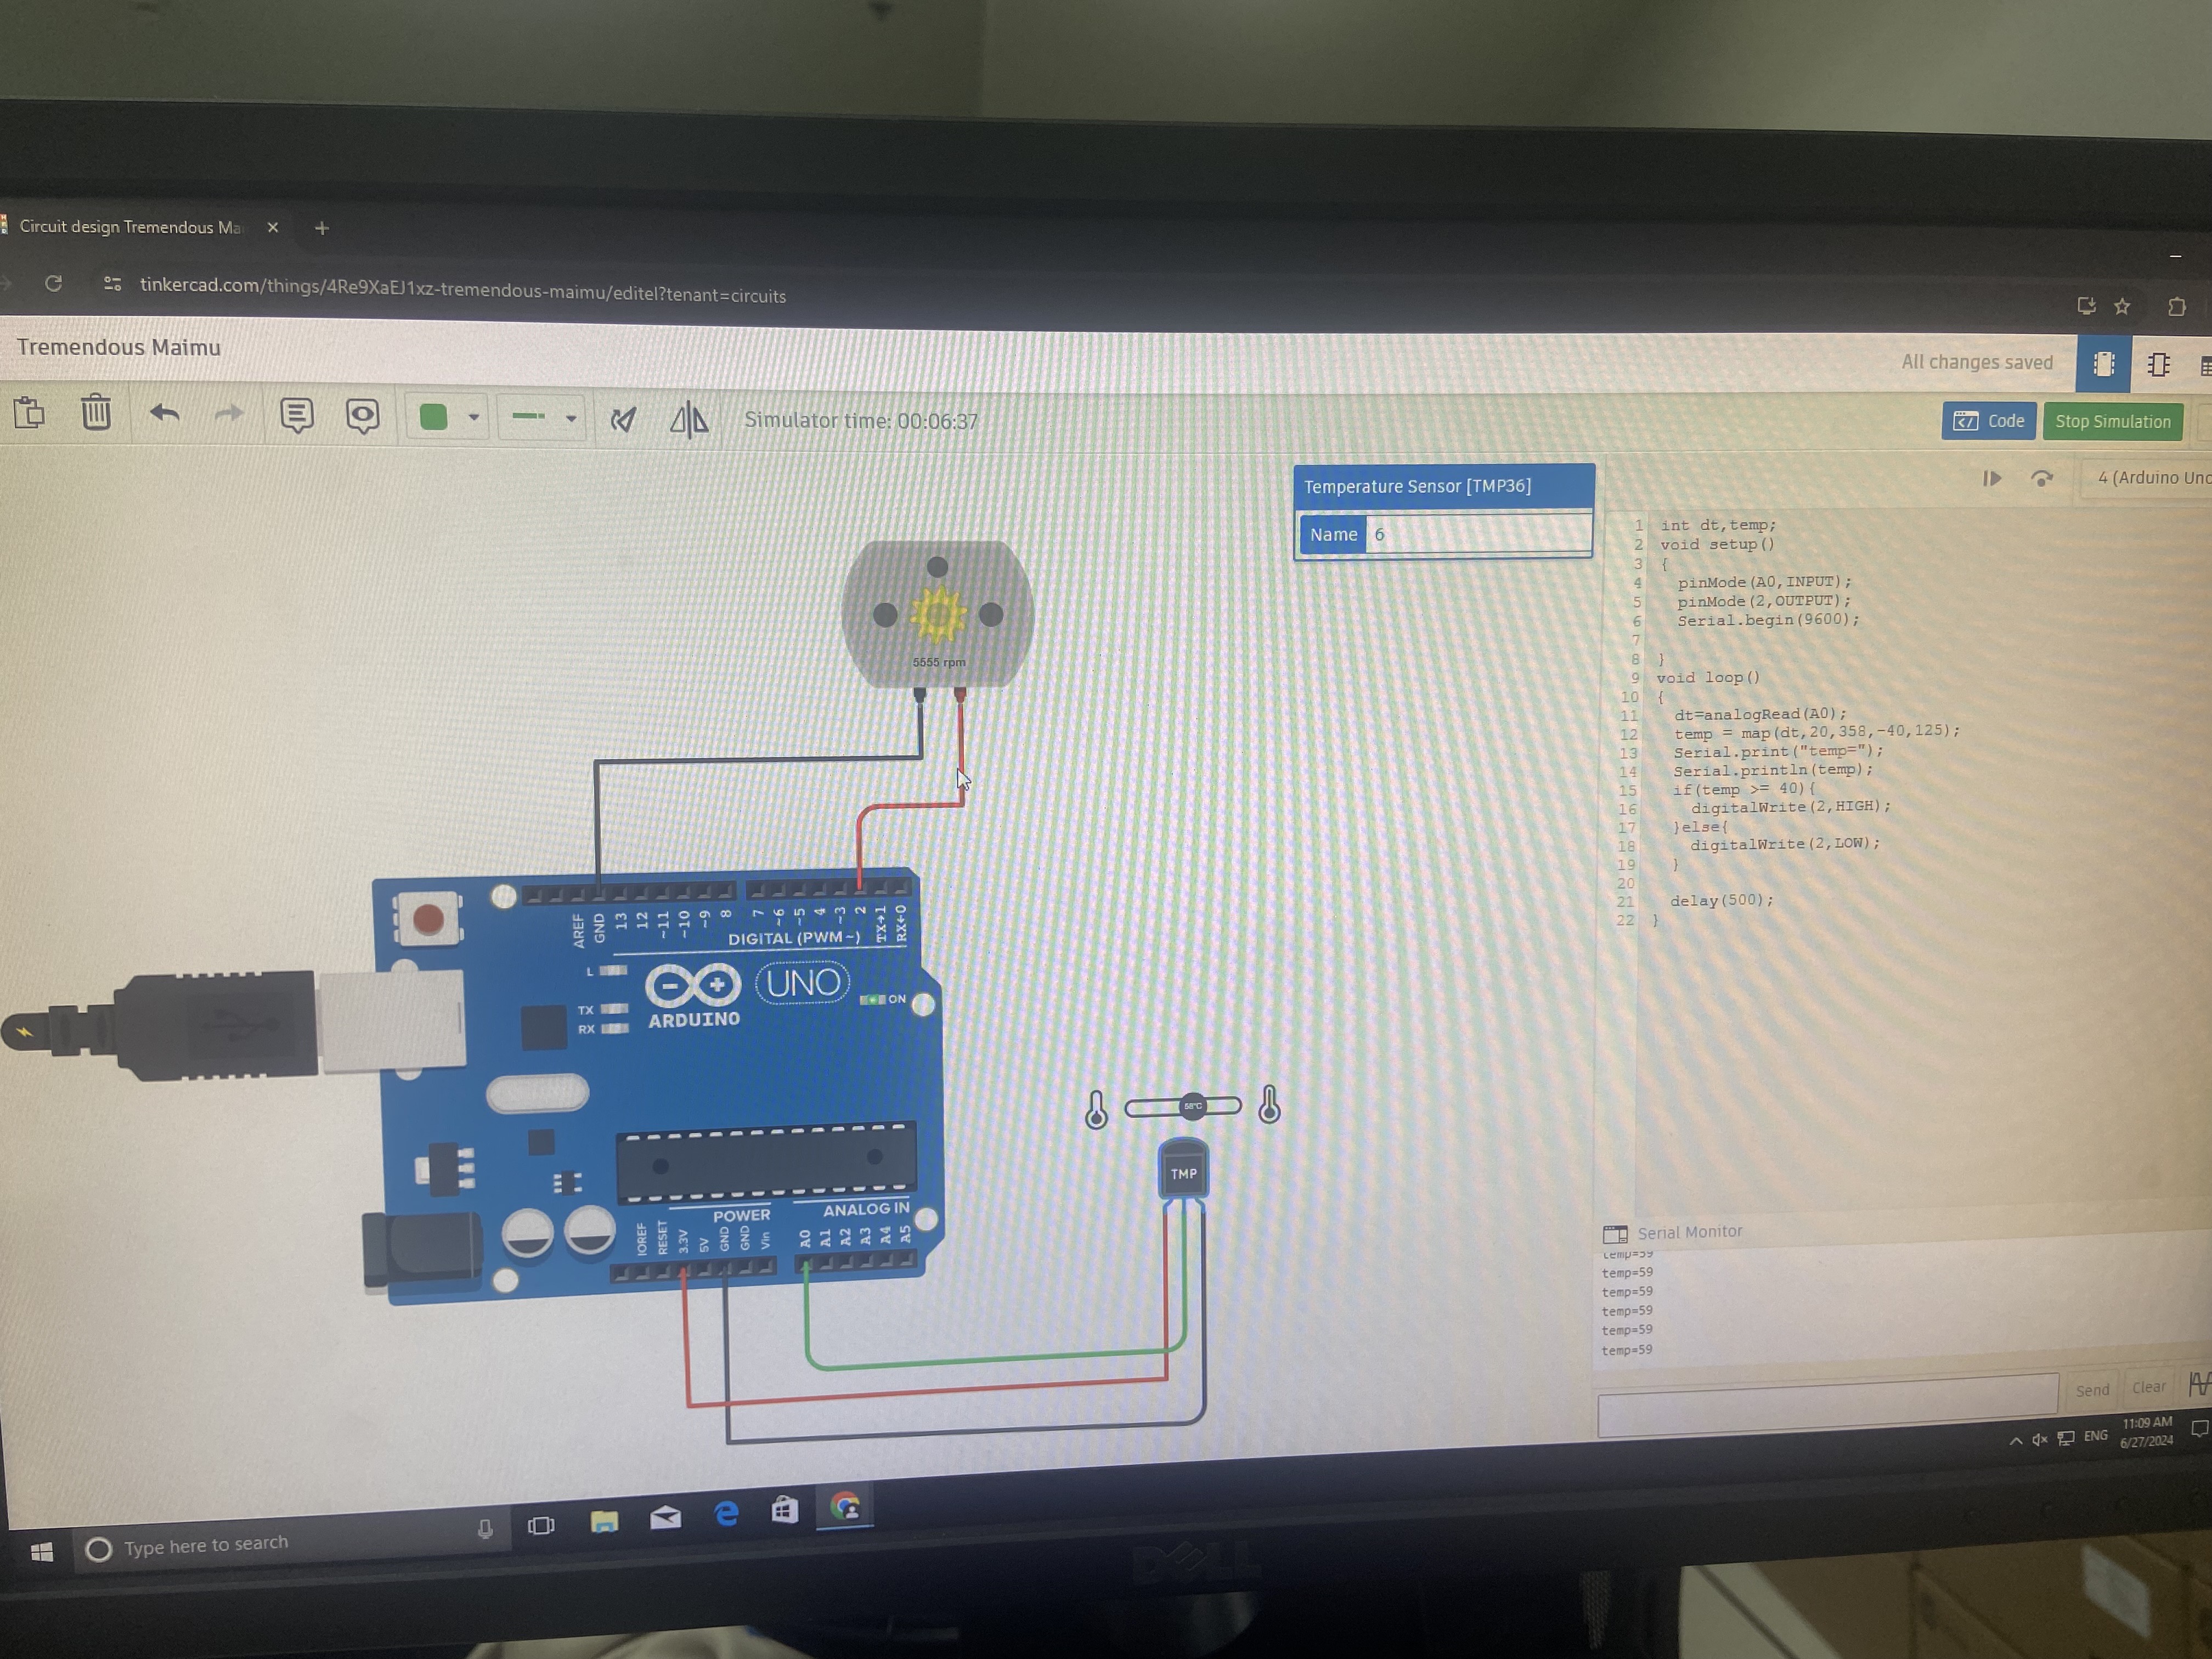 Circuit design Tremendous Ma
tinkercad.com/things/4Re9XaEJ1xz-tremendous-maimu/editel?tenant=circuits
Tremendous Maimu
All changes saved
Simulator time: 00:06:37
Code
Stop Simulation
4 (Arduino Uno
Temperature Sensor [TMP36]
Name 6
1 int dt,temp;
2 void setup()
3 {
4 pinMode(A0,INPUT);
5 pinMode(2,OUTPUT);
6 Serial.begin(9600);
7
8 }
9 void loop()
10 {
11 dt=analogRead(A0);
12 temp = map(dt,20,358,-40,125);
13 Serial.print("temp=");
14 Serial.println(temp);
15 if(temp >= 40){
16 digitalWrite(2,HIGH);
17 }else{
18 digitalWrite(2,LOW);
19 }
20
21 delay(500);
22 }
5555 rpm
AREF GND 13 12 ~11 ~10 ~9 8 7 ~6 ~5 4 ~3 2 TX→1 RX←0
DIGITAL (PWM~)
L
TX
RX
UNO
ON
ARDUINO
58°C
TMP
POWER
ANALOG IN
IOREF RESET 3.3V 5V GND GND Vin A0 A1 A2 A3 A4 A5
Serial Monitor
temp=59
temp=59
temp=59
temp=59
temp=59
temp=59
Send
Clear
ENG
11:09 AM
6/27/2024
Type here to search
DELL